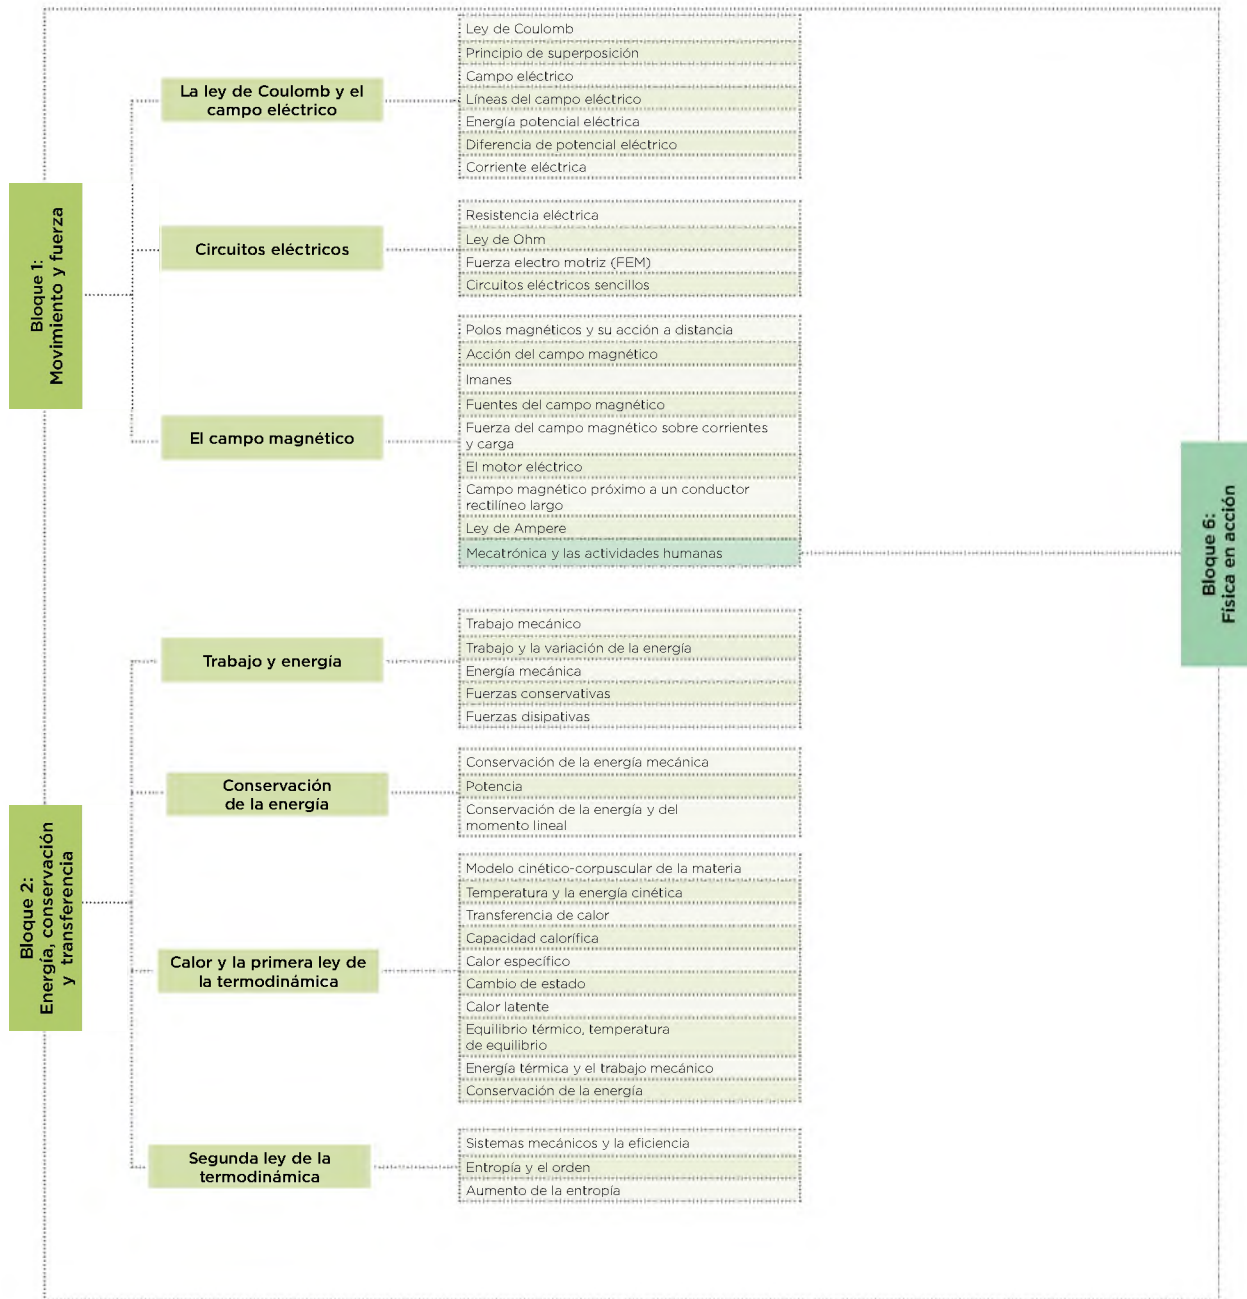 Bloque 1:
Movimiento y fuerza
La ley de Coulomb y el
campo eléctrico
Ley de Coulomb
Principio de superposición
Campo eléctrico
Líneas del campo eléctrico
Energía potencial eléctrica
Diferencia de potencial eléctrico
Corriente eléctrica
Circuitos eléctricos
Resistencia eléctrica
Ley de Ohm
Fuerza electro motriz (FEM)
Circuitos eléctricos sencillos
El campo magnético
Polos magnéticos y su acción a distancia
Acción del campo magnético
Imanes
Fuentes del campo magnético
Fuerza del campo magnético sobre corrientes
y carga
El motor eléctrico
Campo magnético próximo a un conductor
rectilíneo largo
Ley de Ampere
Mecatrónica y las actividades humanas
Bloque 2:
Energía, conservación
y transferencia
Trabajo y energía
Trabajo mecánico
Trabajo y la variación de la energía
Energía mecánica
Fuerzas conservativas
Fuerzas disipativas
Conservación
de la energía
Conservación de la energía mecánica
Potencia
Conservación de la energía y del
momento lineal
Calor y la primera ley de
la termodinámica
Modelo cinético-corpuscular de la materia
Temperatura y la energía cinética
Transferencia de calor
Capacidad calorífica
Calor específico
Cambio de estado
Calor latente
Equilibrio térmico, temperatura
de equilibrio
Energía térmica y el trabajo mecánico
Conservación de la energía
Segunda ley de la
termodinámica
Sistemas mecánicos y la eficiencia
Entropía y el orden
Aumento de la entropía
Bloque 6:
Física en acción